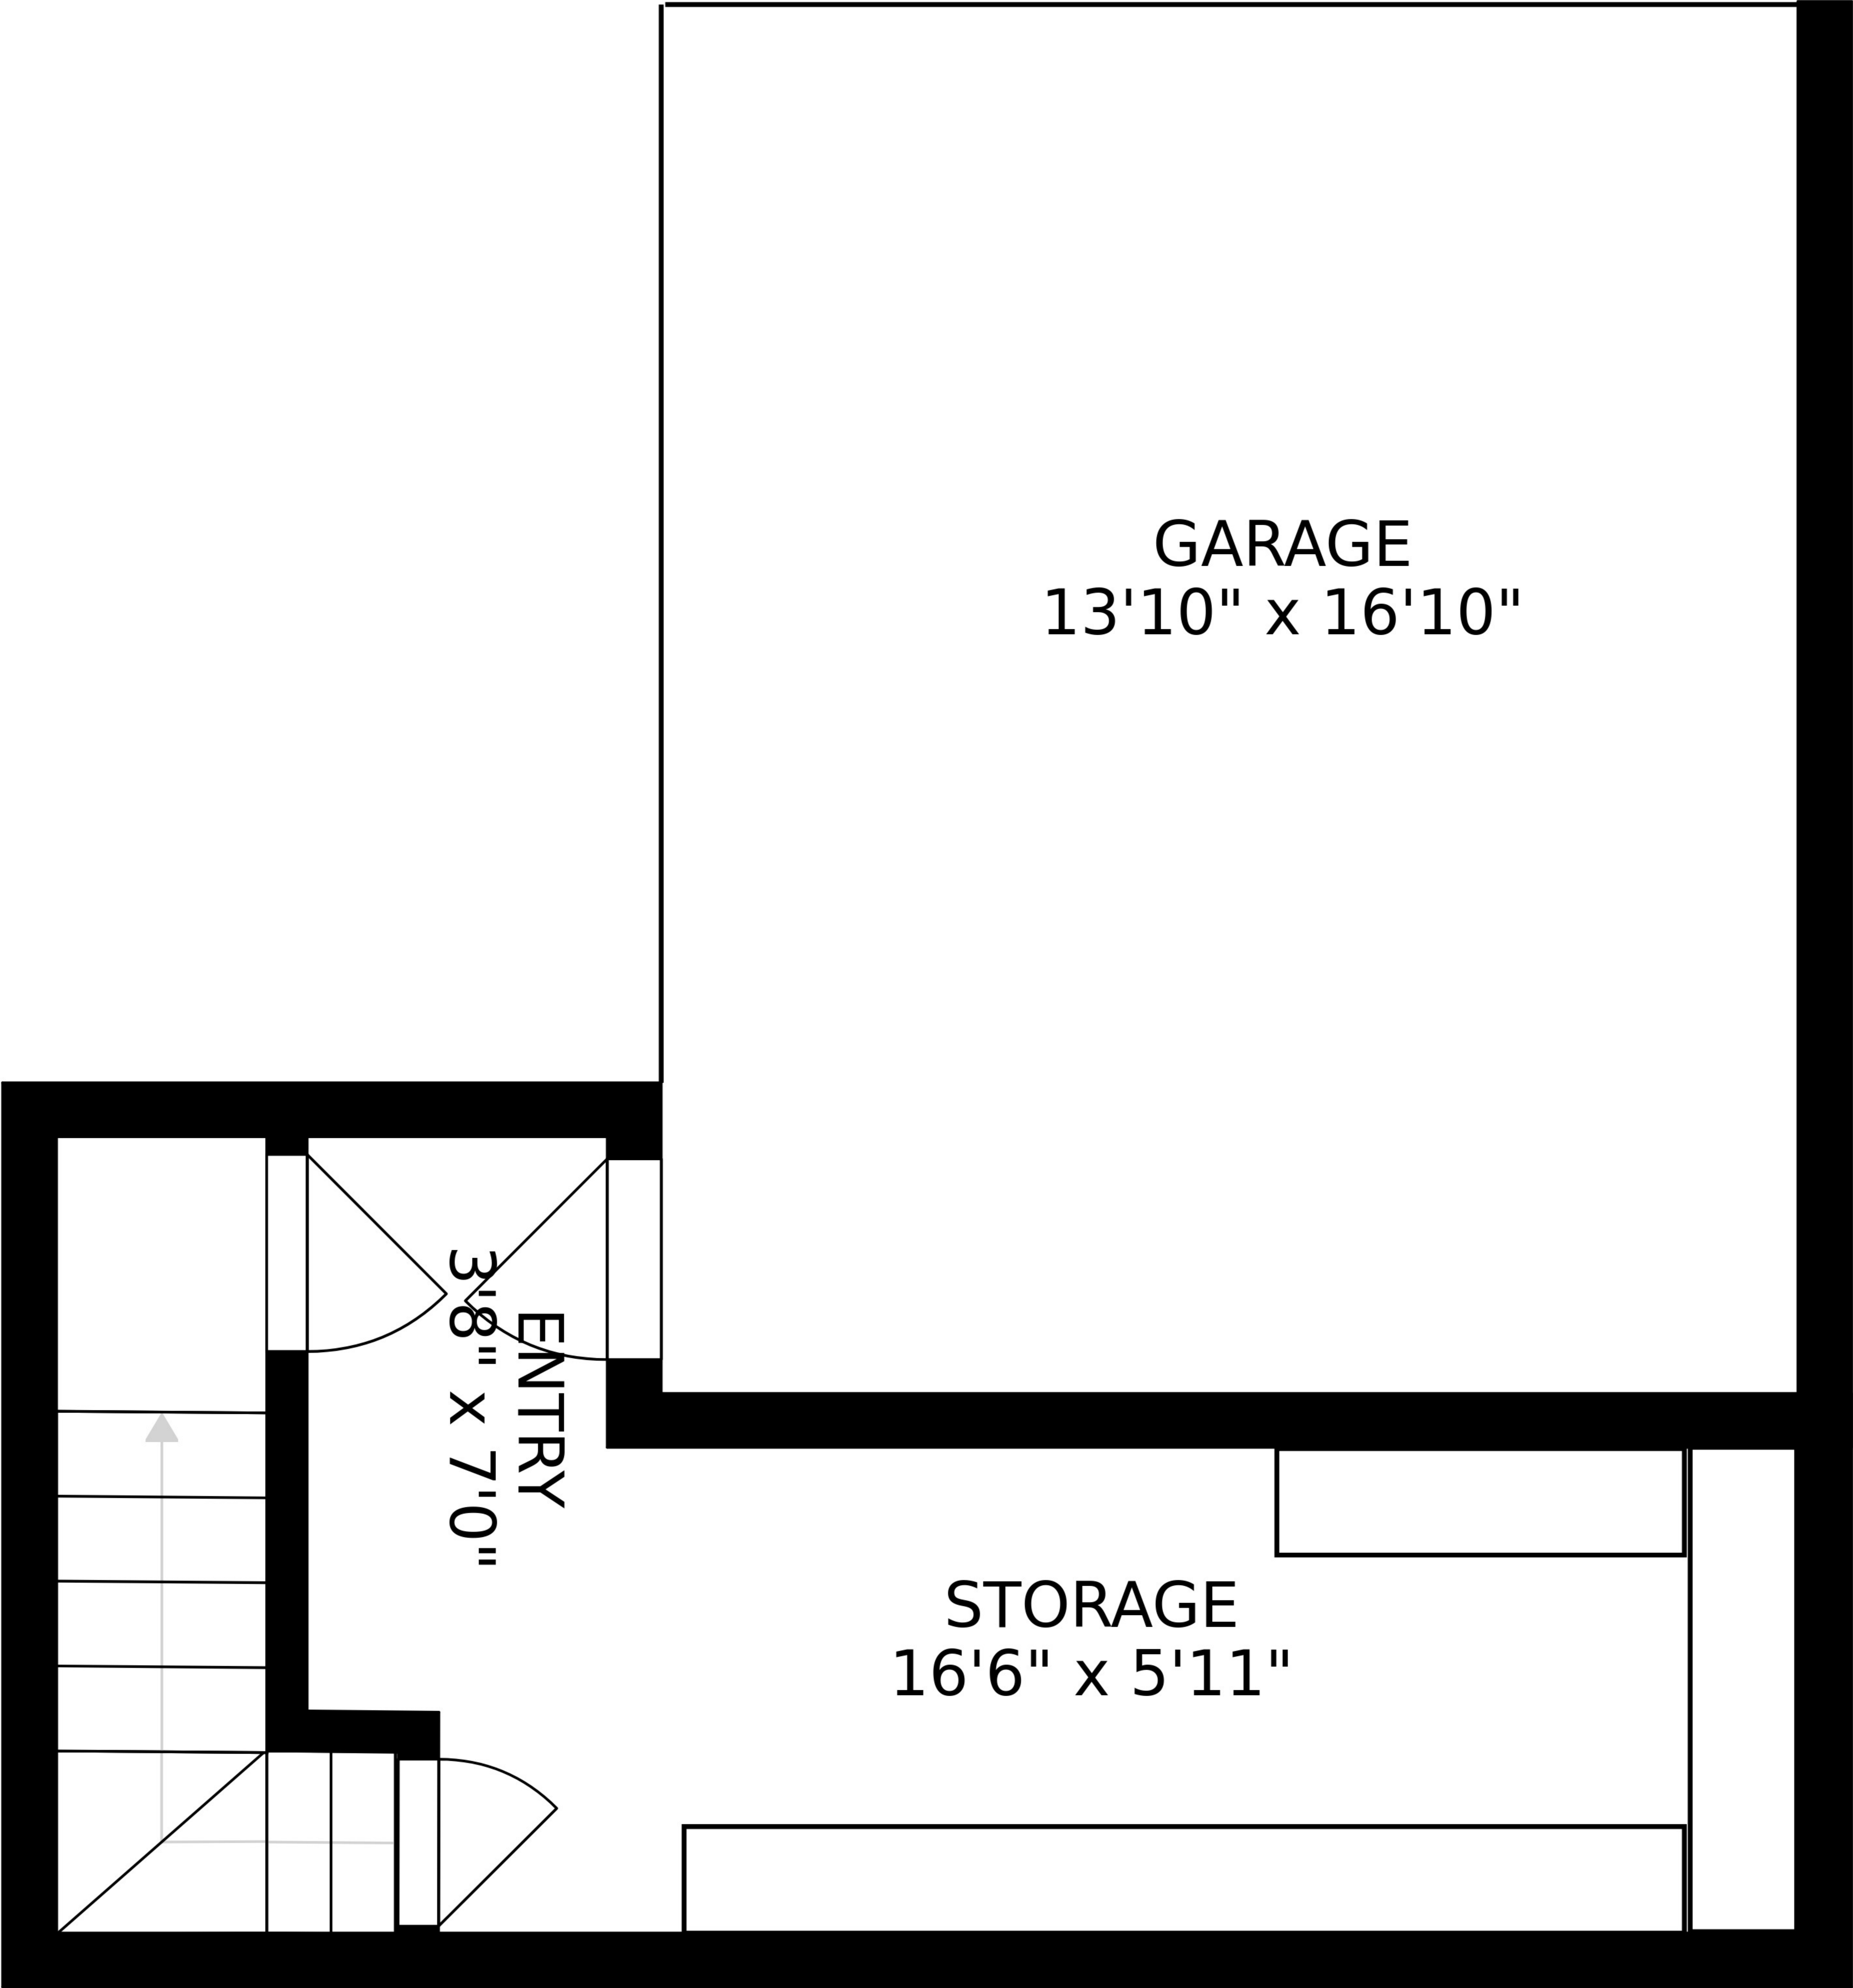 GARAGE
13'10" x 16'10"
ENTRY
3'8" x 7'0"
STORAGE
16'6" x 5'11"